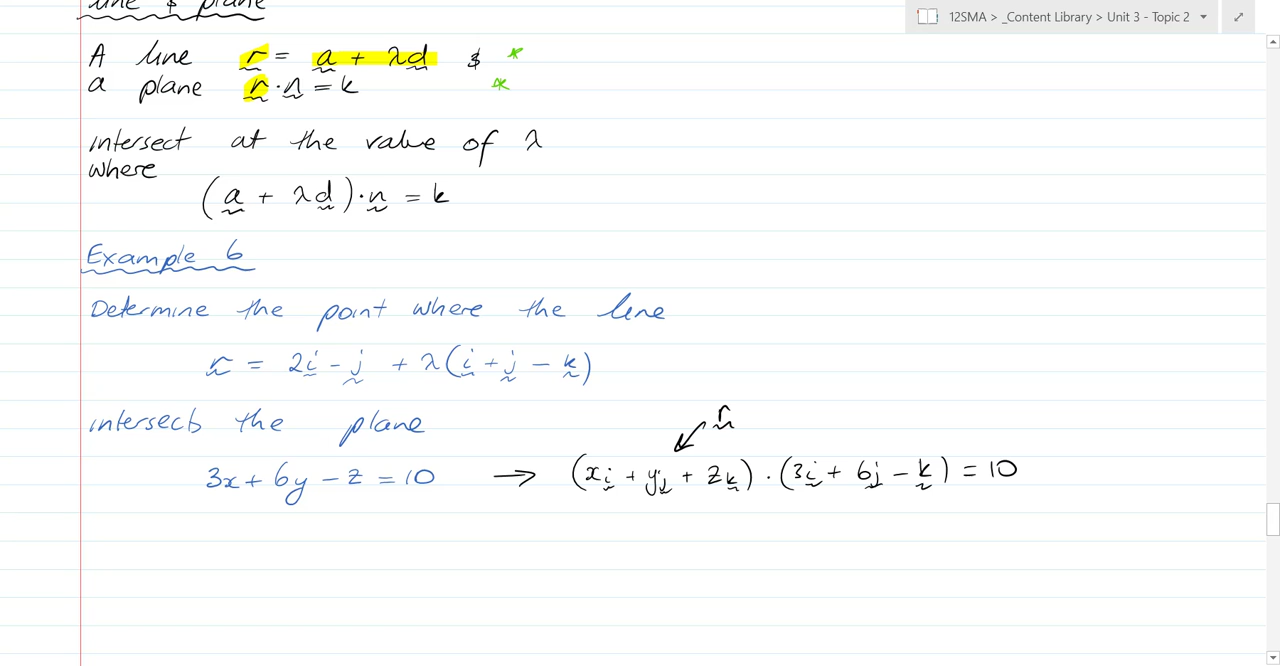 line & plane
12SMA > _Content Library > Unit 3 - Topic 2
A line r = a + λd & *
a plane r · n = k *
intersect at the value of λ
where
(a + λd) · n = k
Example 6
Determine the point where the line
r = 2i - j + λ(i + j - k)
intersects the plane
r
3x + 6y - z = 10 → (xi + yj + zk) · (3i + 6j - k) = 10